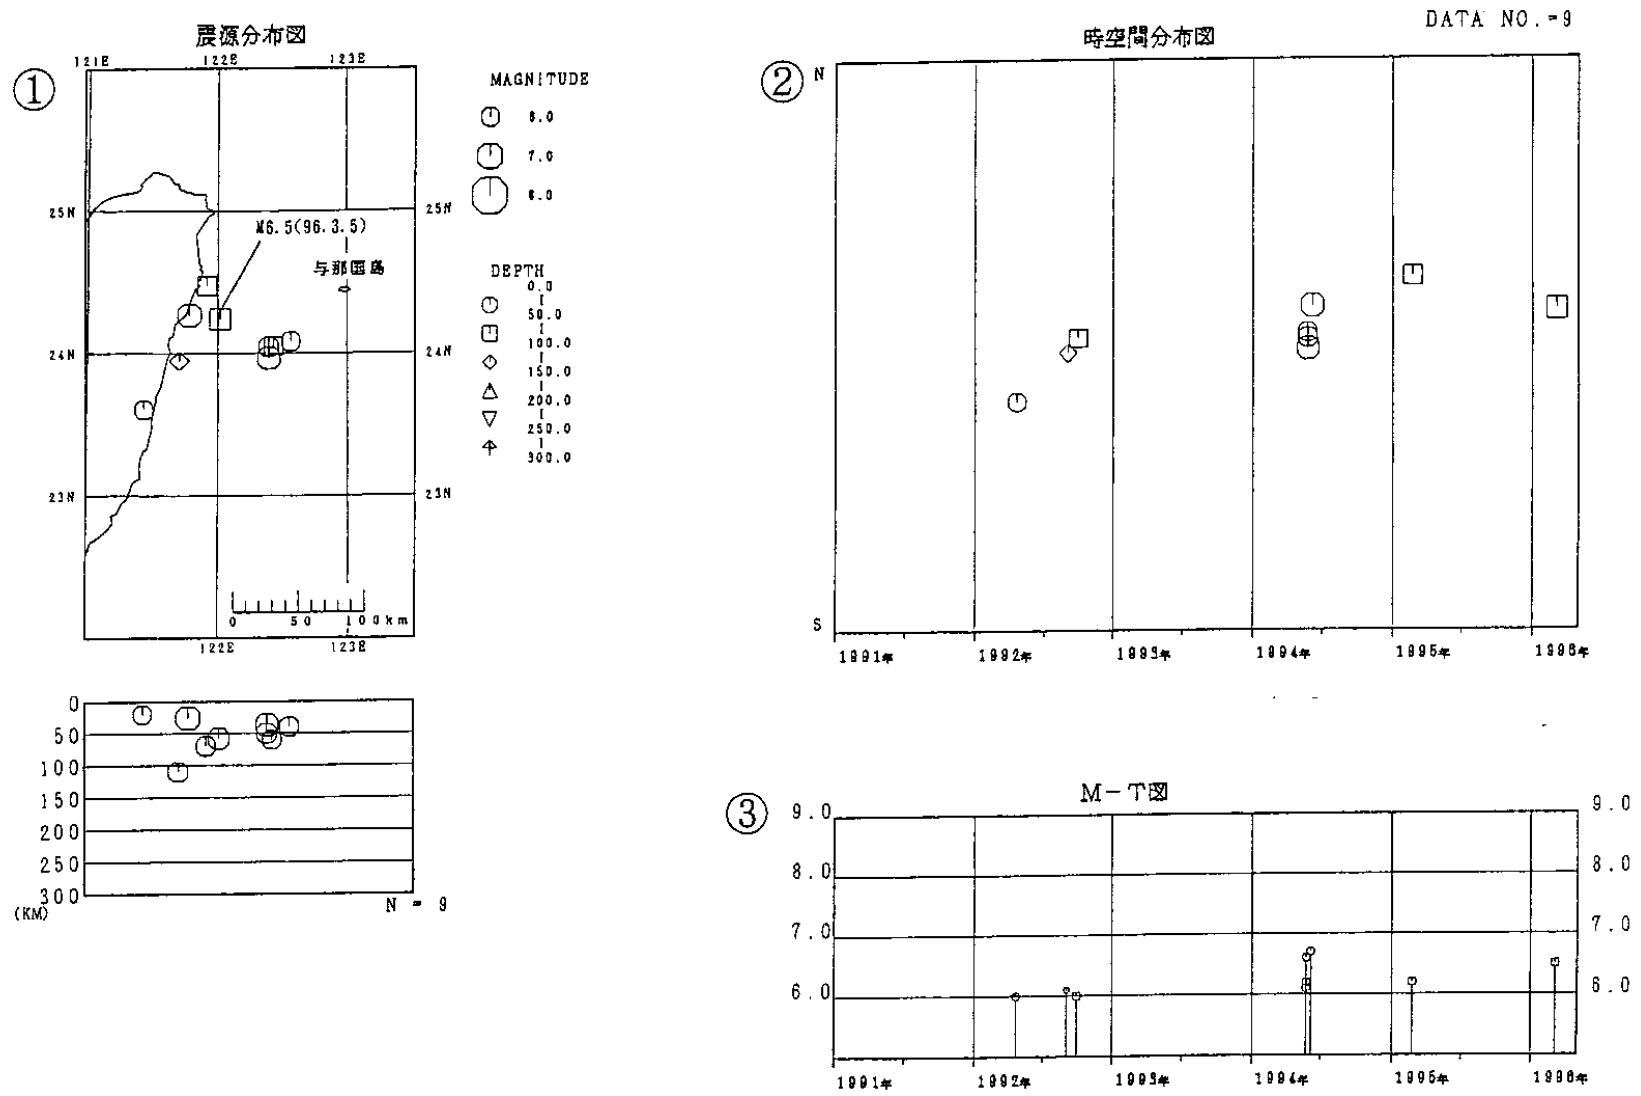 DATA NO.=9
①
震源分布図
121E 122E 123E
25N 25N
M6.5(96.3.5)
与那国島
24N 24N
23N 23N
0 50 100km
122E 123E
MAGNITUDE
6.0
7.0
8.0
DEPTH
0.0
50.0
100.0
150.0
200.0
250.0
300.0
0
50
100
150
200
250
300
(KM)
N = 9
②
時空間分布図
N
S
1991年 1992年 1993年 1994年 1995年 1996年
③
M-T図
9.0 9.0
8.0 8.0
7.0 7.0
6.0 6.0
1991年 1992年 1993年 1994年 1995年 1996年